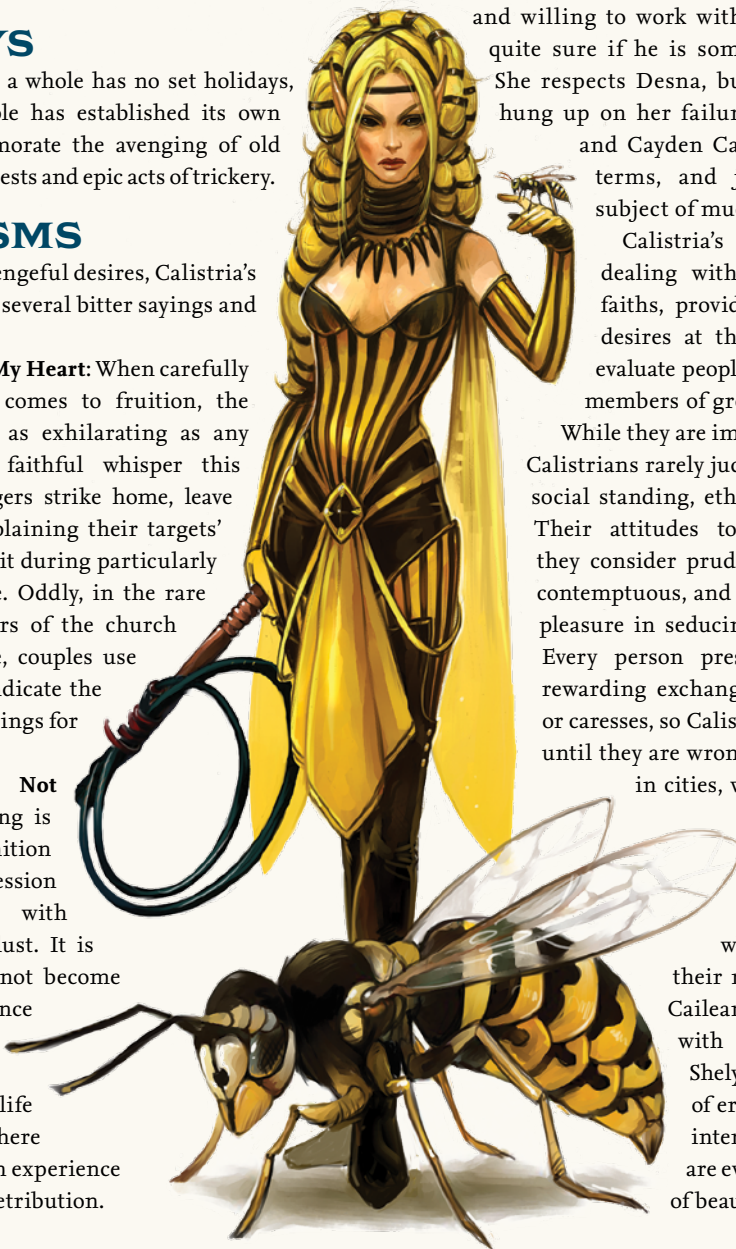 YS
a whole has no set holidays,
ple has established its own
morate the avenging of old
ests and epic acts of trickery.
SMS
engeful desires, Calistria's
several bitter sayings and
My Heart: When carefully
comes to fruition, the
as exhilarating as any
faithful whisper this
gers strike home, leave
plaining their targets'
it during particularly
e. Oddly, in the rare
rs of the church
e, couples use
dicate the
ings for
Not
ng is
nition
ession
with
lust. It is
not become
nce
life
here
n experience
etribution.
and willing to work with
quite sure if he is som
She respects Desna, bu
hung up on her failur
and Cayden Ca
terms, and j
subject of mu
Calistria's
dealing with
faiths, provid
desires at th
evaluate peopl
members of gr
While they are im
Calistrians rarely jud
social standing, eth
Their attitudes to
they consider prud
contemptuous, and
pleasure in seducin
Every person pres
rewarding exchang
or caresses, so Calis
until they are wron
in cities, w
w
their r
Cailean
with
Shely
of er
inter
are ev
of beau